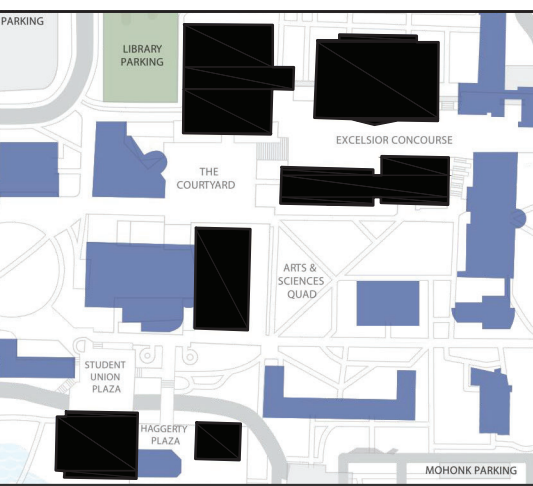 PARKING
LIBRARY
PARKING
EXCELSIOR CONCOURSE
THE
COURTYARD
ARTS &
SCIENCES
QUAD
STUDENT
UNION
PLAZA
HAGGERTY
PLAZA
MOHONK PARKING